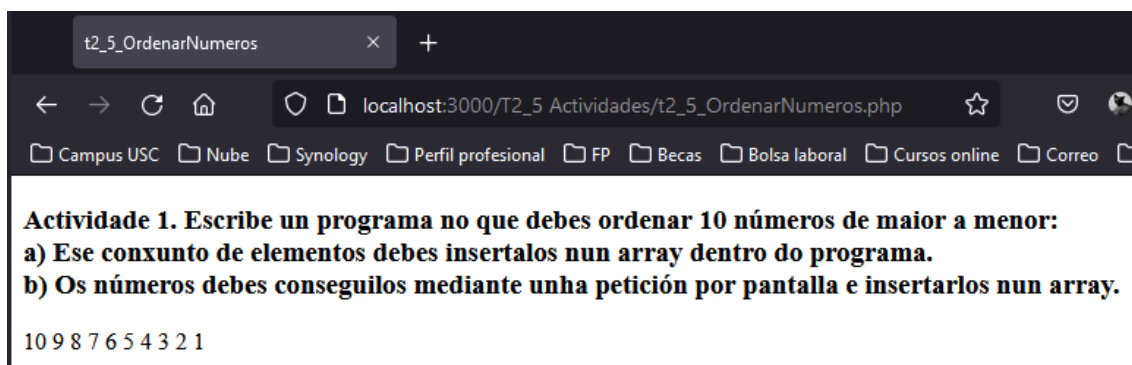 t2_5_OrdenarNumeros
localhost:3000/T2_5 Actividades/t2_5_OrdenarNumeros.php
Campus USC Nube Synology Perfil profesional FP Becas Bolsa laboral Cursos online Correo
Actividade 1. Escribe un programa no que debes ordenar 10 números de maior a menor:
a) Ese conxunto de elementos debes insertalos nun array dentro do programa.
b) Os números debes conseguilos mediante unha petición por pantalla e insertarlos nun array.
10 9 8 7 6 5 4 3 2 1